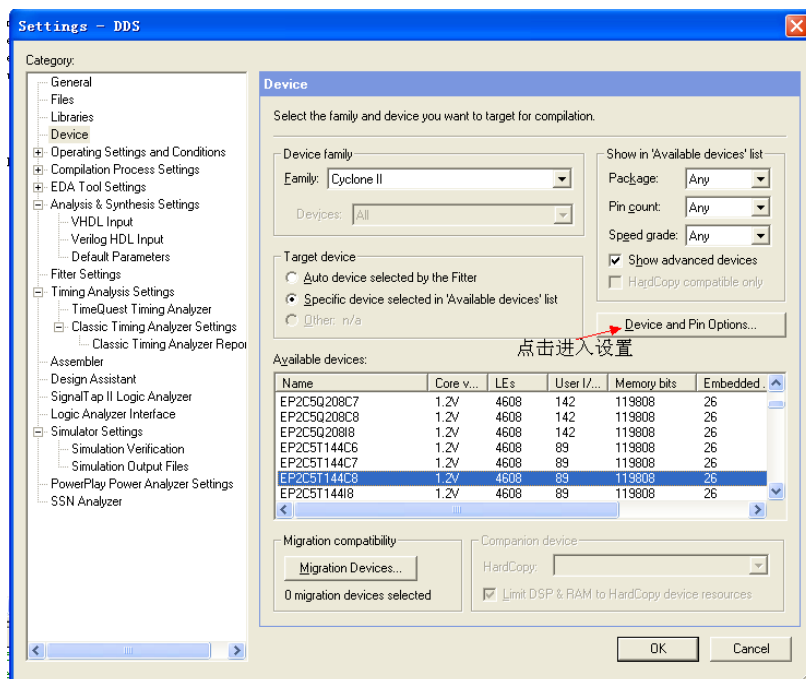 Settings - DDS
Category:
General
Files
Libraries
Device
Operating Settings and Conditions
Compilation Process Settings
EDA Tool Settings
Analysis & Synthesis Settings
VHDL Input
Verilog HDL Input
Default Parameters
Fitter Settings
Timing Analysis Settings
TimeQuest Timing Analyzer
Classic Timing Analyzer Settings
Classic Timing Analyzer Repor
Assembler
Design Assistant
SignalTap II Logic Analyzer
Logic Analyzer Interface
Simulator Settings
Simulation Verification
Simulation Output Files
PowerPlay Power Analyzer Settings
SSN Analyzer
Device
Select the family and device you want to target for compilation.
Device family
Family: Cyclone II
Devices: All
Show in 'Available devices' list
Package: Any
Pin count: Any
Speed grade: Any
Show advanced devices
HardCopy compatible only
Target device
Auto device selected by the Fitter
Specific device selected in 'Available devices' list
Other: n/a
Device and Pin Options...
点击进入设置
Available devices:
Name Core v... LEs User I/... Memory bits Embedded .
EP2C5Q208C7 1.2V 4608 142 119808 26
EP2C5Q208C8 1.2V 4608 142 119808 26
EP2C5Q208I8 1.2V 4608 142 119808 26
EP2C5T144C6 1.2V 4608 89 119808 26
EP2C5T144C7 1.2V 4608 89 119808 26
EP2C5T144C8 1.2V 4608 89 119808 26
EP2C5T144I8 1.2V 4608 89 119808 26
Migration compatibility
Migration Devices...
0 migration devices selected
Companion device
HardCopy:
Limit DSP & RAM to HardCopy device resources
OK Cancel